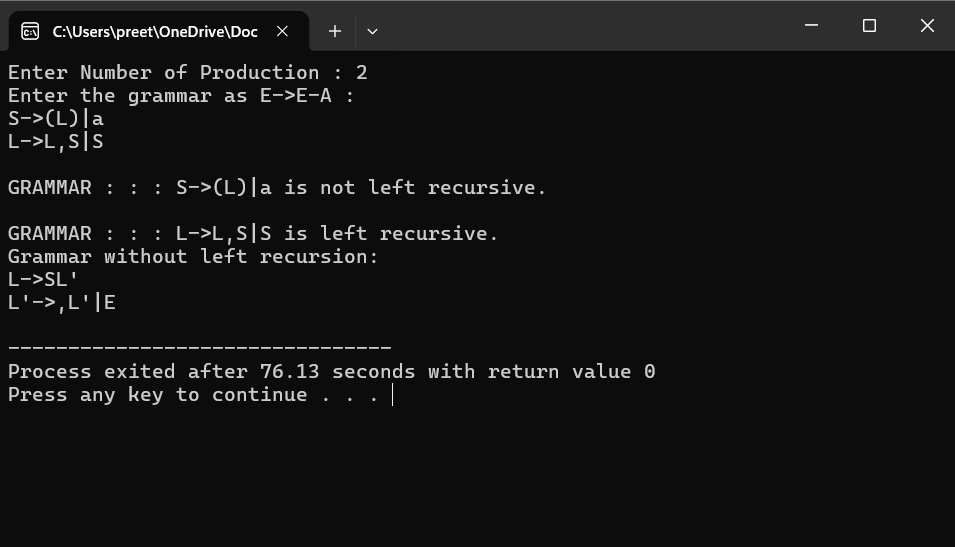 C:\Users\preet\OneDrive\Doc
Enter Number of Production : 2
Enter the grammar as E->E-A :
S->(L)|a
L->L,S|S
GRAMMAR : : : S->(L)|a is not left recursive.
GRAMMAR : : : L->L,S|S is left recursive.
Grammar without left recursion:
L->SL'
L'->,L'|E
--------------------------------
Process exited after 76.13 seconds with return value 0
Press any key to continue . . .